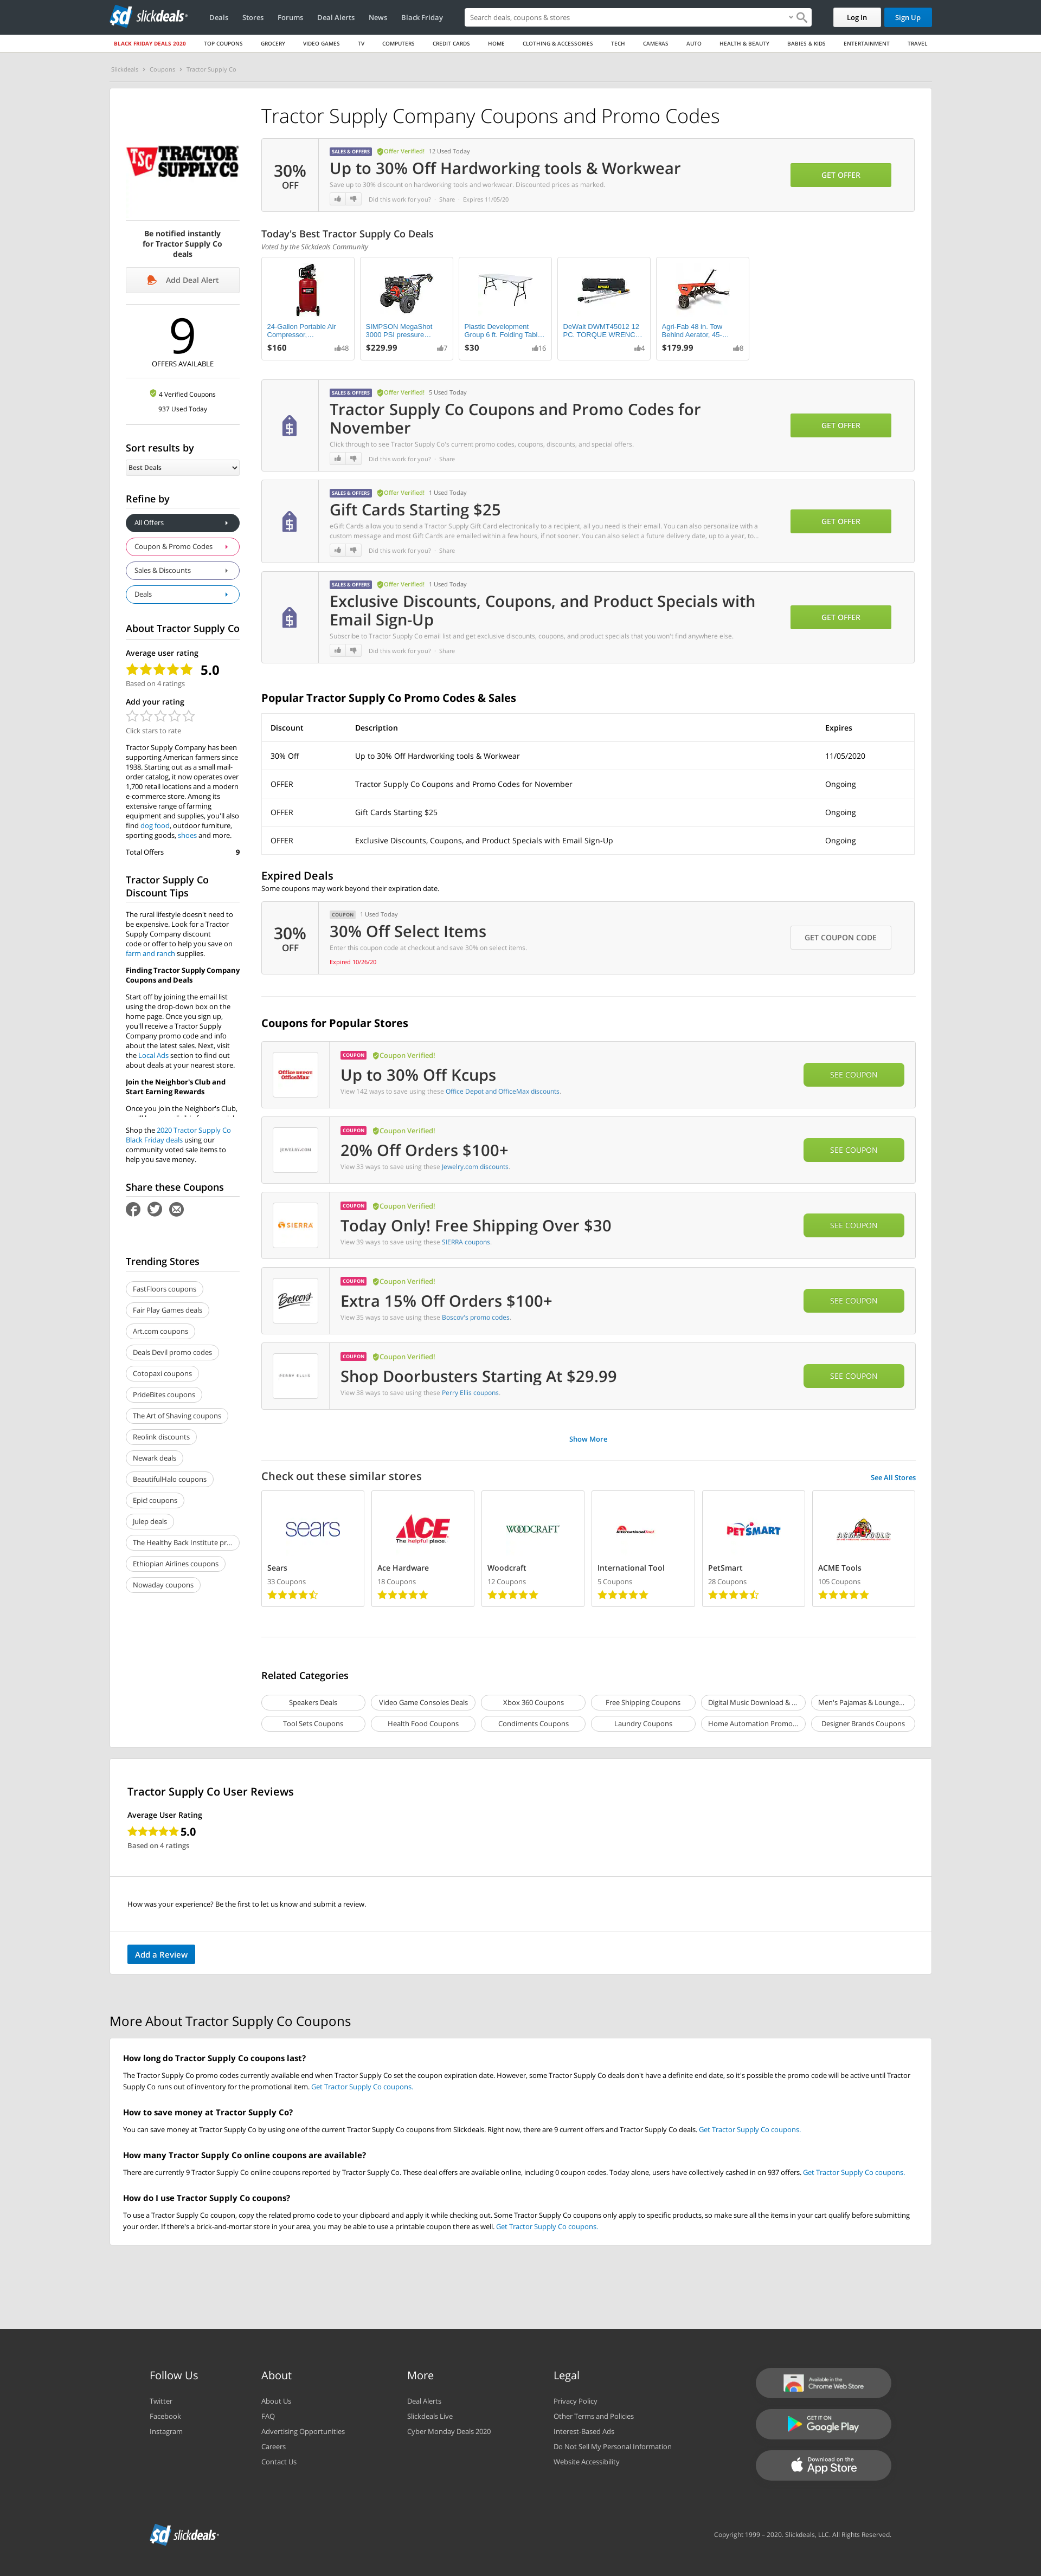 slickdeals
Deals Stores Forums Deal Alerts News Black Friday
Search deals, coupons & stores
Log In
Sign Up
BLACK FRIDAY DEALS 2020 TOP COUPONS GROCERY VIDEO GAMES TV COMPUTERS CREDIT CARDS HOME CLOTHING & ACCESSORIES TECH CAMERAS AUTO HEALTH & BEAUTY BABIES & KIDS ENTERTAINMENT TRAVEL
Slickdeals › Coupons › Tractor Supply Co
TSC TRACTOR SUPPLY CO
Be notified instantly
for Tractor Supply Co
deals
Add Deal Alert
9
OFFERS AVAILABLE
4 Verified Coupons
937 Used Today
Sort results by
Best Deals
Refine by
All Offers
Coupon & Promo Codes
Sales & Discounts
Deals
About Tractor Supply Co
Average user rating
5.0
Based on 4 ratings
Add your rating
Click stars to rate
Tractor Supply Company has been
supporting American farmers since
1938. Starting out as a small mail-
order catalog, it now operates over
1,700 retail locations and a modern
e-commerce store. Among its
extensive range of farming
equipment and supplies, you'll also
find dog food, outdoor furniture,
sporting goods, shoes and more.
Total Offers 9
Tractor Supply Co
Discount Tips
The rural lifestyle doesn't need to
be expensive. Look for a Tractor
Supply Company discount
code or offer to help you save on
farm and ranch supplies.
Finding Tractor Supply Company
Coupons and Deals
Start off by joining the email list
using the drop-down box on the
home page. Once you sign up,
you'll receive a Tractor Supply
Company promo code and info
about the latest sales. Next, visit
the Local Ads section to find out
about deals at your nearest store.
Join the Neighbor's Club and
Start Earning Rewards
Once you join the Neighbor's Club,
Shop the 2020 Tractor Supply Co
Black Friday deals using our
community voted sale items to
help you save money.
Share these Coupons
Trending Stores
FastFloors coupons
Fair Play Games deals
Art.com coupons
Deals Devil promo codes
Cotopaxi coupons
PrideBites coupons
The Art of Shaving coupons
Reolink discounts
Newark deals
BeautifulHalo coupons
Epic! coupons
Julep deals
The Healthy Back Institute pr...
Ethiopian Airlines coupons
Nowaday coupons
Tractor Supply Company Coupons and Promo Codes
30%
OFF
SALES & OFFERS Offer Verified! 12 Used Today
Up to 30% Off Hardworking tools & Workwear
Save up to 30% discount on hardworking tools and workwear. Discounted prices as marked.
Did this work for you? · Share · Expires 11/05/20
GET OFFER
Today's Best Tractor Supply Co Deals
Voted by the Slickdeals Community
24-Gallon Portable Air
Compressor,...
$160 48
SIMPSON MegaShot
3000 PSI pressure...
$229.99 7
Plastic Development
Group 6 ft. Folding Tabl...
$30 16
DeWalt DWMT45012 12
PC. TORQUE WRENC...
4
Agri-Fab 48 in. Tow
Behind Aerator, 45-...
$179.99 8
SALES & OFFERS Offer Verified! 5 Used Today
Tractor Supply Co Coupons and Promo Codes for
November
Click through to see Tractor Supply Co's current promo codes, coupons, discounts, and special offers.
Did this work for you? · Share
GET OFFER
SALES & OFFERS Offer Verified! 1 Used Today
Gift Cards Starting $25
eGift Cards allow you to send a Tractor Supply Gift Card electronically to a recipient, all you need is their email. You can also personalize with a
custom message and most Gift Cards are emailed within a few hours, if not sooner. You can also select a future delivery date, up to a year, to...
Did this work for you? · Share
GET OFFER
SALES & OFFERS Offer Verified! 1 Used Today
Exclusive Discounts, Coupons, and Product Specials with
Email Sign-Up
Subscribe to Tractor Supply Co email list and get exclusive discounts, coupons, and product specials that you won't find anywhere else.
Did this work for you? · Share
GET OFFER
Popular Tractor Supply Co Promo Codes & Sales
Discount Description Expires
30% Off Up to 30% Off Hardworking tools & Workwear 11/05/2020
OFFER Tractor Supply Co Coupons and Promo Codes for November Ongoing
OFFER Gift Cards Starting $25 Ongoing
OFFER Exclusive Discounts, Coupons, and Product Specials with Email Sign-Up Ongoing
Expired Deals
Some coupons may work beyond their expiration date.
30%
OFF
COUPON 1 Used Today
30% Off Select Items
Enter this coupon code at checkout and save 30% on select items.
Expired 10/26/20
GET COUPON CODE
Coupons for Popular Stores
Office DEPOT
OfficeMax
COUPON Coupon Verified!
Up to 30% Off Kcups
View 142 ways to save using these Office Depot and OfficeMax discounts.
SEE COUPON
JEWELRY.COM
COUPON Coupon Verified!
20% Off Orders $100+
View 33 ways to save using these Jewelry.com discounts.
SEE COUPON
SIERRA
COUPON Coupon Verified!
Today Only! Free Shipping Over $30
View 39 ways to save using these SIERRA coupons.
SEE COUPON
Boscov's
COUPON Coupon Verified!
Extra 15% Off Orders $100+
View 35 ways to save using these Boscov's promo codes.
SEE COUPON
PERRY ELLIS
COUPON Coupon Verified!
Shop Doorbusters Starting At $29.99
View 38 ways to save using these Perry Ellis coupons.
SEE COUPON
Show More
Check out these similar stores
See All Stores
sears
Sears
33 Coupons
ACE
The helpful place.
Ace Hardware
18 Coupons
WOODCRAFT
Woodcraft
12 Coupons
InternationalTool
International Tool
5 Coupons
PETSMART
PetSmart
28 Coupons
ACME TOOLS
ACME Tools
105 Coupons
Related Categories
Speakers Deals Video Game Consoles Deals Xbox 360 Coupons Free Shipping Coupons Digital Music Download & ... Men's Pajamas & Lounge...
Tool Sets Coupons Health Food Coupons Condiments Coupons Laundry Coupons Home Automation Promo... Designer Brands Coupons
Tractor Supply Co User Reviews
Average User Rating
5.0
Based on 4 ratings
How was your experience? Be the first to let us know and submit a review.
Add a Review
More About Tractor Supply Co Coupons
How long do Tractor Supply Co coupons last?
The Tractor Supply Co promo codes currently available end when Tractor Supply Co set the coupon expiration date. However, some Tractor Supply Co deals don't have a definite end date, so it's possible the promo code will be active until Tractor
Supply Co runs out of inventory for the promotional item. Get Tractor Supply Co coupons.
How to save money at Tractor Supply Co?
You can save money at Tractor Supply Co by using one of the current Tractor Supply Co coupons from Slickdeals. Right now, there are 9 current offers and Tractor Supply Co deals. Get Tractor Supply Co coupons.
How many Tractor Supply Co online coupons are available?
There are currently 9 Tractor Supply Co online coupons reported by Tractor Supply Co. These deal offers are available online, including 0 coupon codes. Today alone, users have collectively cashed in on 937 offers. Get Tractor Supply Co coupons.
How do I use Tractor Supply Co coupons?
To use a Tractor Supply Co coupon, copy the related promo code to your clipboard and apply it while checking out. Some Tractor Supply Co coupons only apply to specific products, so make sure all the items in your cart qualify before submitting
your order. If there's a brick-and-mortar store in your area, you may be able to use a printable coupon there as well. Get Tractor Supply Co coupons.
Follow Us
Twitter
Facebook
Instagram
About
About Us
FAQ
Advertising Opportunities
Careers
Contact Us
More
Deal Alerts
Slickdeals Live
Cyber Monday Deals 2020
Legal
Privacy Policy
Other Terms and Policies
Interest-Based Ads
Do Not Sell My Personal Information
Website Accessibility
Available in the
Chrome Web Store
GET IT ON
Google Play
Download on the
App Store
slickdeals
Copyright 1999 – 2020. Slickdeals, LLC. All Rights Reserved.